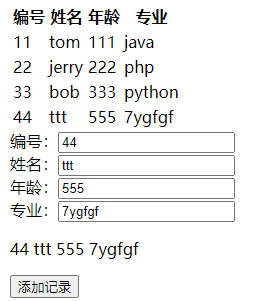 编号 姓名 年龄 专业
11 tom 111 java
22 jerry 222 php
33 bob 333 python
44 ttt 555 7ygfgf
编号： 44
姓名： ttt
年龄： 555
专业： 7ygfgf
44 ttt 555 7ygfgf
添加记录